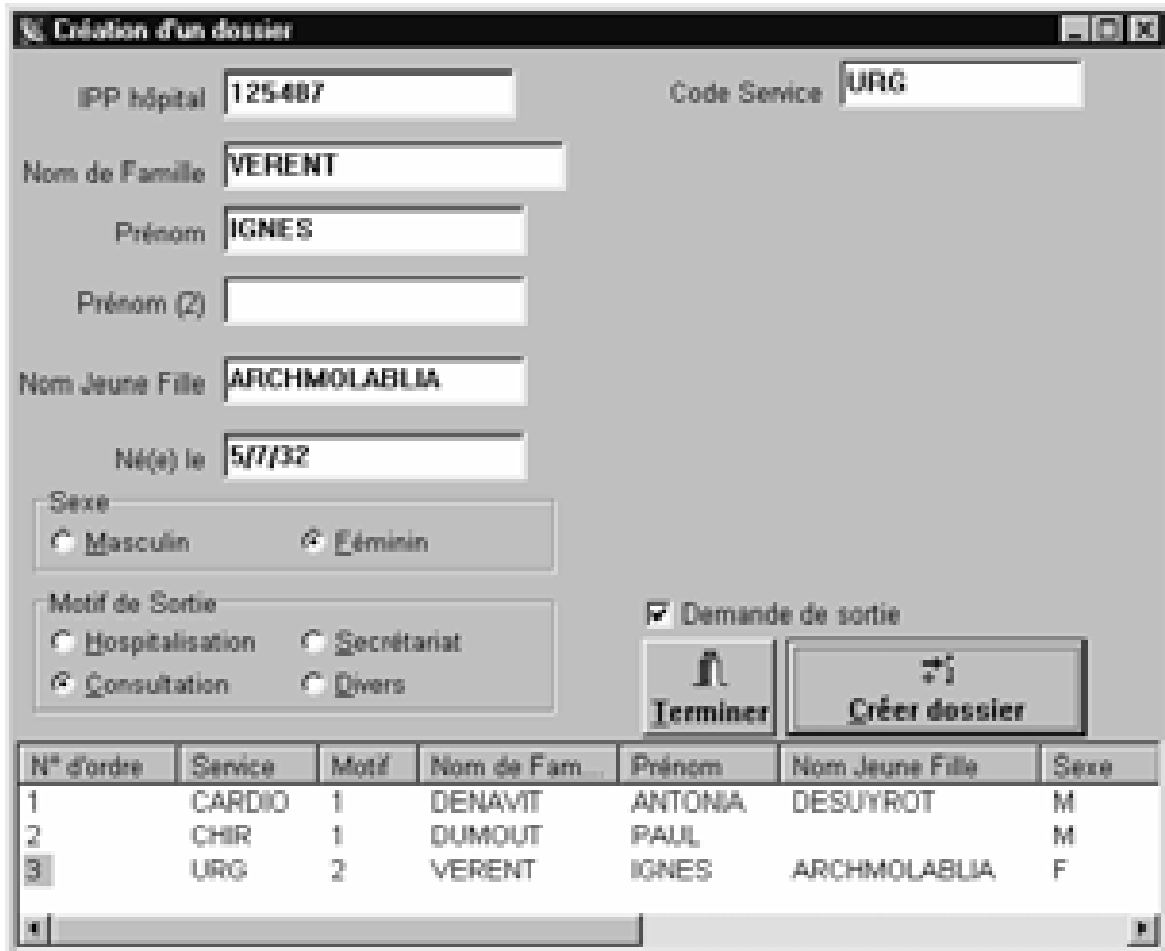 Création d'un dossier
IPP hôpital 125487 Code Service URG
Nom de Famille VERENT
Prénom IGNES
Prénom (2)
Nom Jeune Fille ARCHMOLABLIA
Né(e) le 5/7/32
Sexe
Masculin Féminin
Motif de Sortie
Hospitalisation Secrétariat
Consultation Divers
Demande de sortie
Terminer Créer dossier
N° d'ordre Service Motif Nom de Fam... Prénom Nom Jeune Fille Sexe
1 CARDIO 1 DENAVIT ANTONIA DESUYROT M
2 CHIR 1 DUMOUT PAUL M
3 URG 2 VERENT IGNES ARCHMOLABLIA F